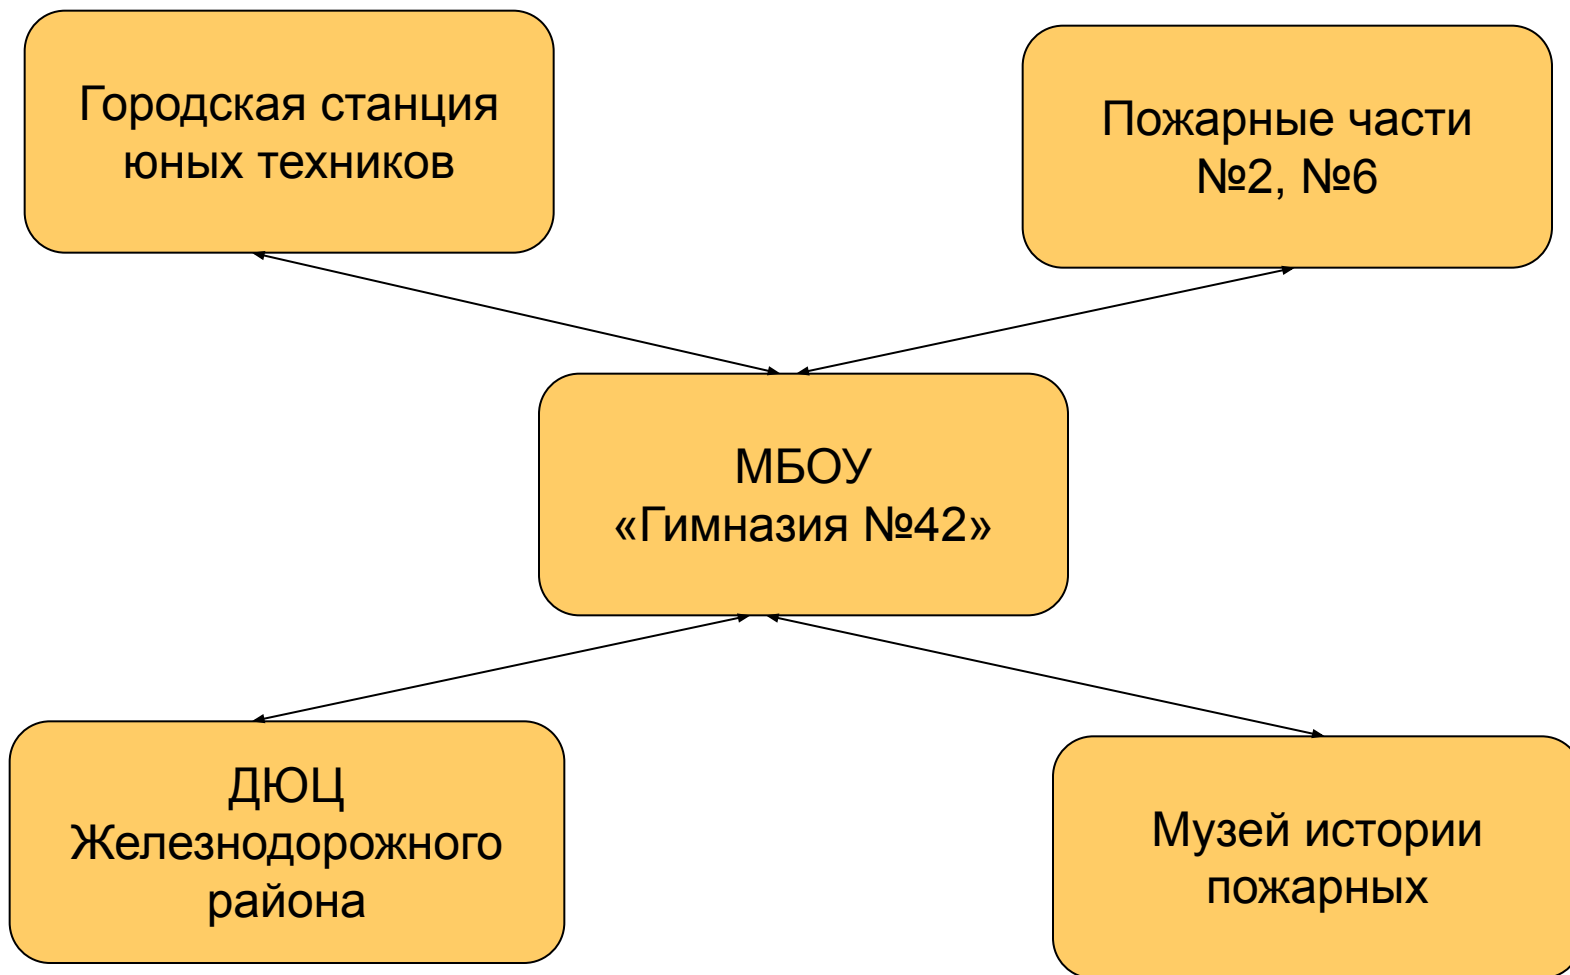 Городская станция
юных техников
Пожарные части
№2, №6
МБОУ
«Гимназия №42»
ДЮЦ
Железнодорожного
района
Музей истории
пожарных